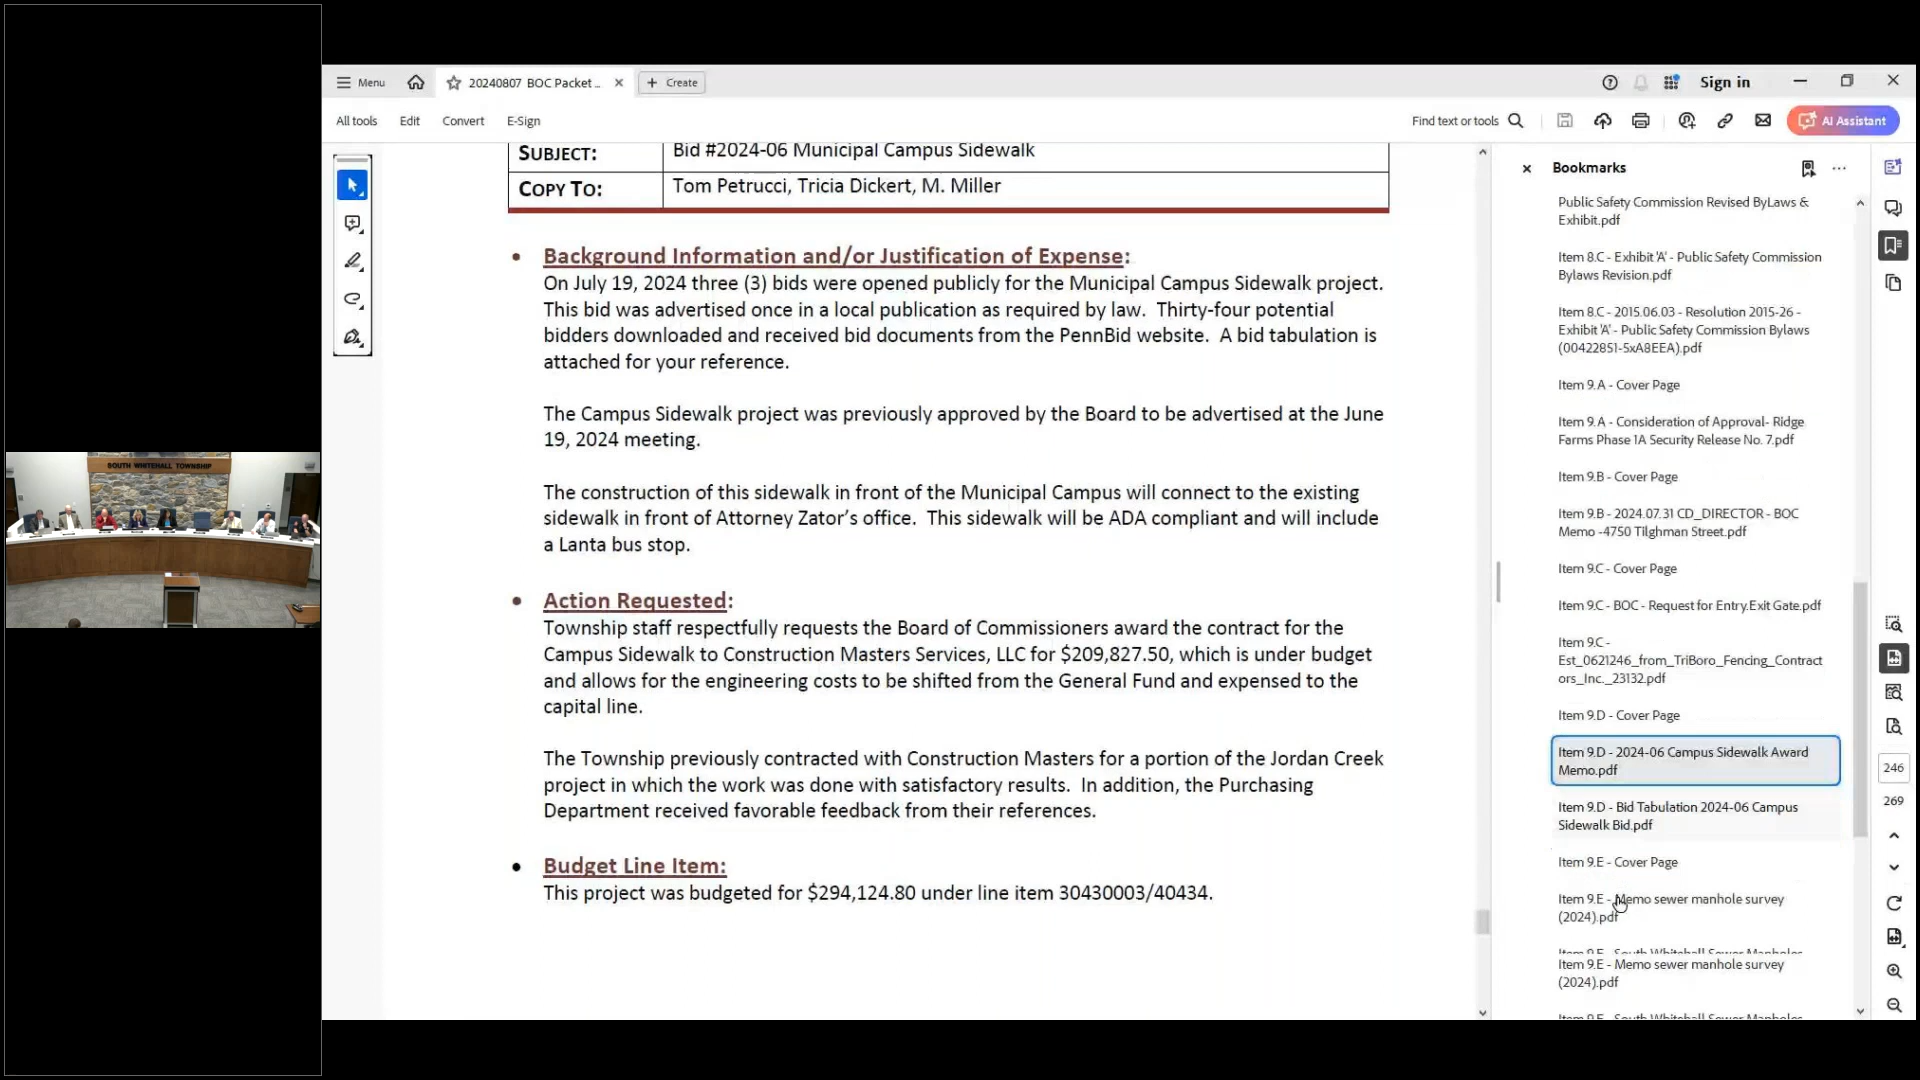 Menu
20240807 BOC Packet ...
Create
Sign in
All tools
Edit
Convert
E-Sign
Find text or tools
AI Assistant
SUBJECT:
Bid #2024-06 Municipal Campus Sidewalk
COPY TO:
Tom Petrucci, Tricia Dickert, M. Miller
• Background Information and/or Justification of Expense:
On July 19, 2024 three (3) bids were opened publicly for the Municipal Campus Sidewalk project.
This bid was advertised once in a local publication as required by law. Thirty-four potential
bidders downloaded and received bid documents from the PennBid website. A bid tabulation is
attached for your reference.
The Campus Sidewalk project was previously approved by the Board to be advertised at the June
19, 2024 meeting.
The construction of this sidewalk in front of the Municipal Campus will connect to the existing
sidewalk in front of Attorney Zator's office. This sidewalk will be ADA compliant and will include
a Lanta bus stop.
• Action Requested:
Township staff respectfully requests the Board of Commissioners award the contract for the
Campus Sidewalk to Construction Masters Services, LLC for $209,827.50, which is under budget
and allows for the engineering costs to be shifted from the General Fund and expensed to the
capital line.
The Township previously contracted with Construction Masters for a portion of the Jordan Creek
project in which the work was done with satisfactory results. In addition, the Purchasing
Department received favorable feedback from their references.
• Budget Line Item:
This project was budgeted for $294,124.80 under line item 30430003/40434.
Bookmarks
Public Safety Commission Revised ByLaws &
Exhibit.pdf
Item 8.C - Exhibit 'A' - Public Safety Commission
Bylaws Revision.pdf
Item 8.C - 2015.06.03 - Resolution 2015-26 -
Exhibit 'A' - Public Safety Commission Bylaws
(00422851-5xA8EEA).pdf
Item 9.A - Cover Page
Item 9.A - Consideration of Approval- Ridge
Farms Phase 1A Security Release No. 7.pdf
Item 9.B - Cover Page
Item 9.B - 2024.07.31 CD_DIRECTOR - BOC
Memo -4750 TIlghman Street.pdf
Item 9.C - Cover Page
Item 9.C - BOC - Request for Entry.Exit Gate.pdf
Item 9.C -
Est_0621246_from_TriBoro_Fencing_Contract
ors_Inc._23132.pdf
Item 9.D - Cover Page
Item 9.D - 2024-06 Campus Sidewalk Award
Memo.pdf
Item 9.D - Bid Tabulation 2024-06 Campus
Sidewalk Bid.pdf
Item 9.E - Cover Page
Item 9.E - Memo sewer manhole survey
(2024).pdf
Item 9.E - South Whitehall Sewer Manholes
Item 9.E - Memo sewer manhole survey
(2024).pdf
Item 9.E - South Whitehall Sewer Manholes
246
269
SOUTH WHITEHALL TOWNSHIP